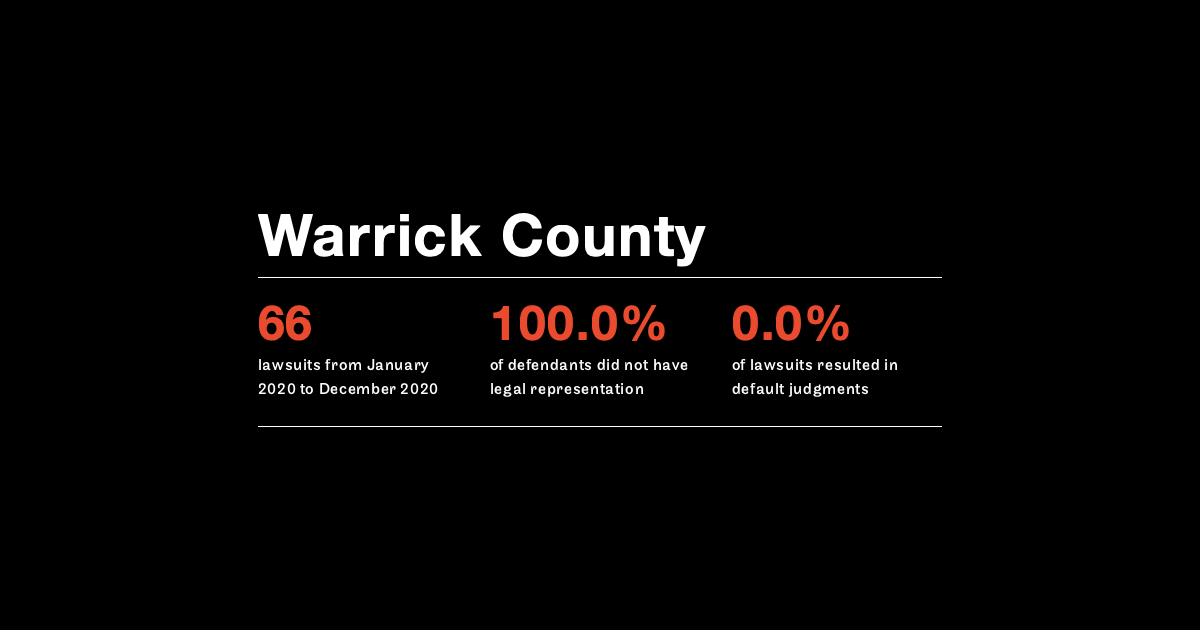 Warrick County
66
lawsuits from January
2020 to December 2020
100.0%
of defendants did not have
legal representation
0.0%
of lawsuits resulted in
default judgments